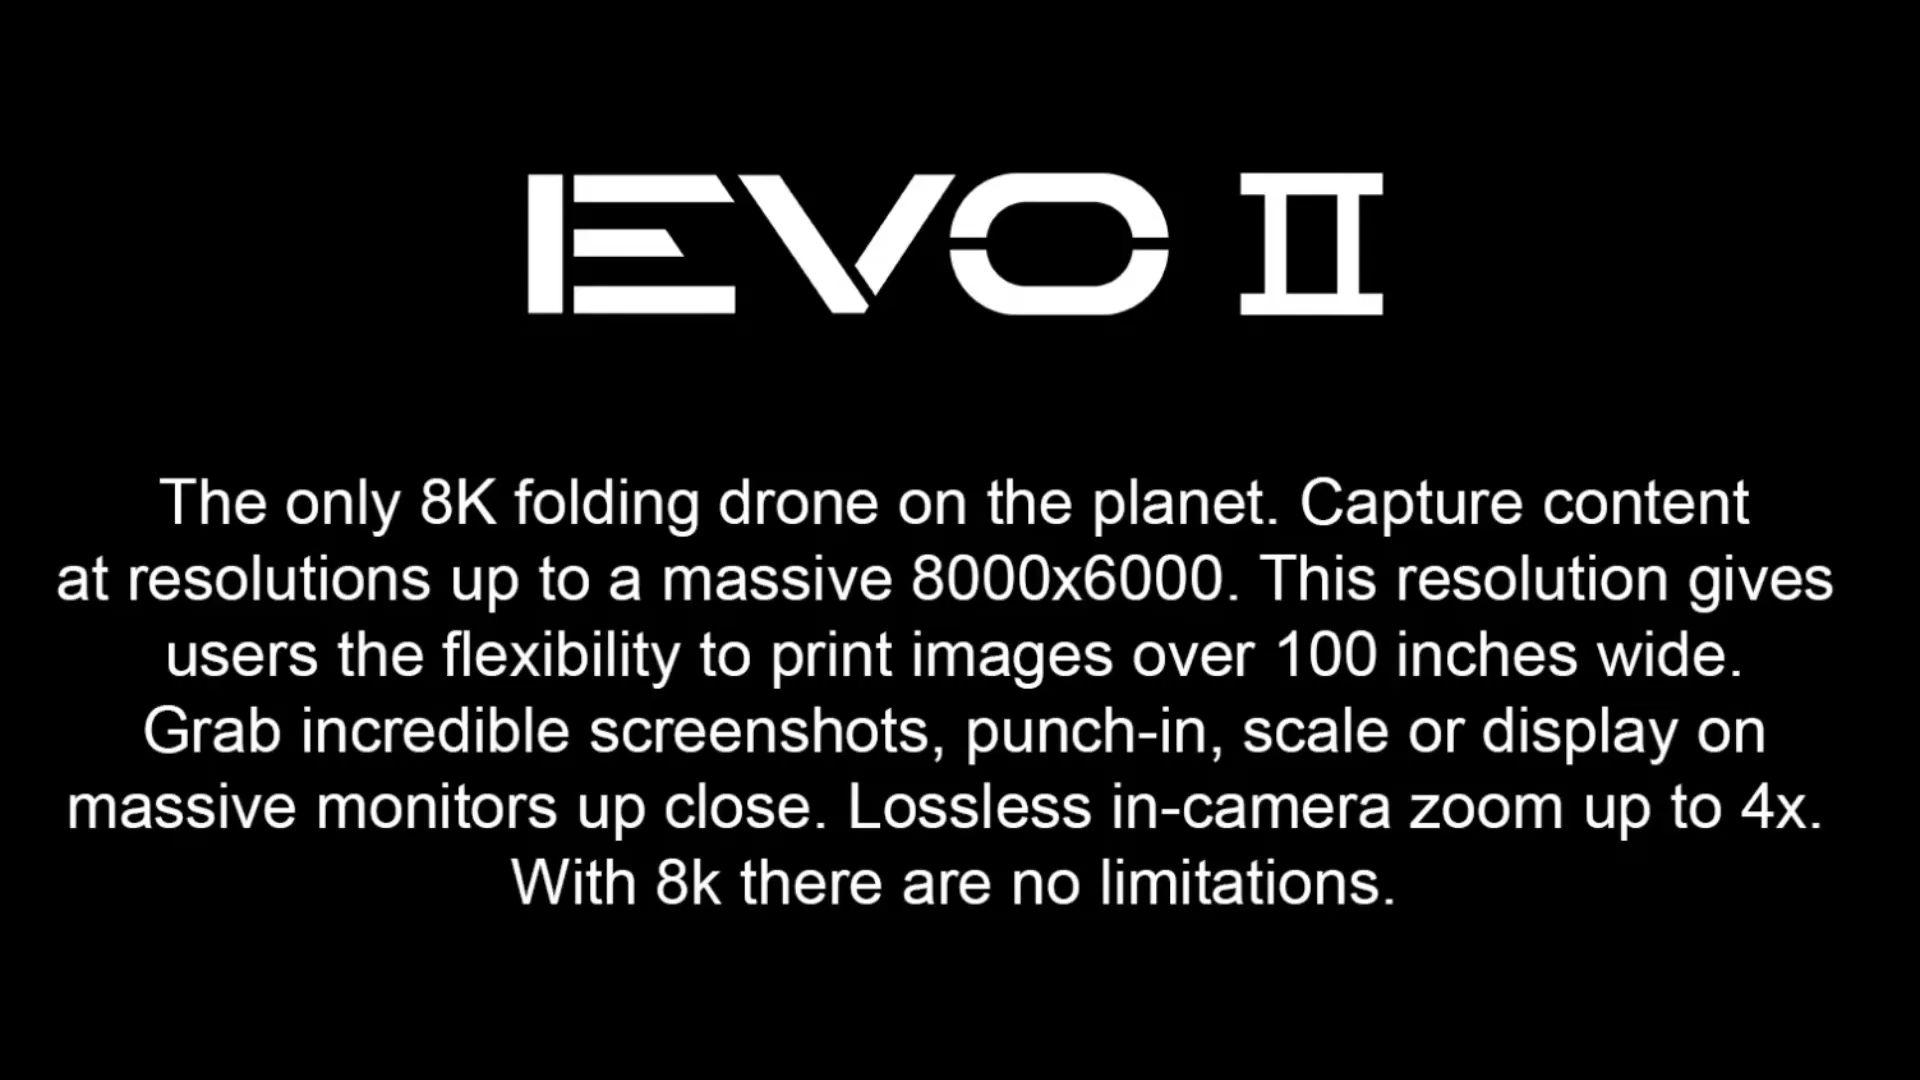 EVO II
The only 8K folding drone on the planet. Capture content
at resolutions up to a massive 8000x6000. This resolution gives
users the flexibility to print images over 100 inches wide.
Grab incredible screenshots, punch-in, scale or display on
massive monitors up close. Lossless in-camera zoom up to 4x.
With 8k there are no limitations.